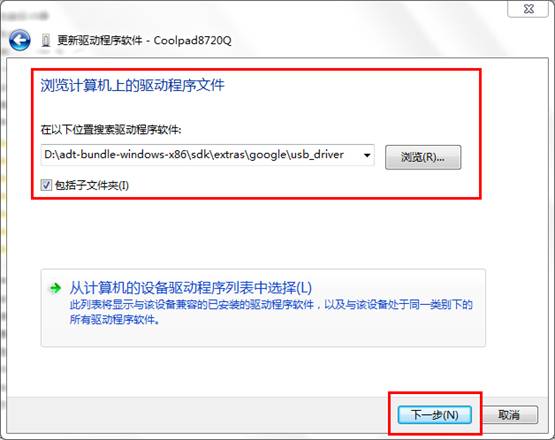 更新驱动程序软件 - Coolpad8720Q
浏览计算机上的驱动程序文件
在以下位置搜索驱动程序软件:
D:\adt-bundle-windows-x86\sdk\extras\google\usb_driver
浏览(R)...
包括子文件夹(I)
从计算机的设备驱动程序列表中选择(L)
此列表将显示与该设备兼容的已安装的驱动程序软件，以及与该设备处于同一类别下的
所有驱动程序软件。
下一步(N)
取消